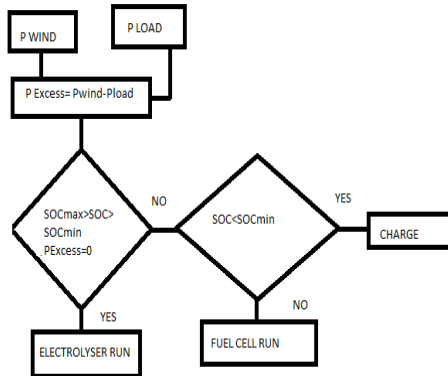 P WIND
P LOAD
P Excess= Pwind-Pload
SOCmax>SOC>
SOCmin
PExcess=0
NO
SOC<SOCmin
YES
CHARGE
YES
NO
ELECTROLYSER RUN
FUEL CELL RUN